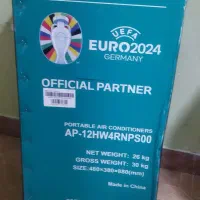 UEFA
EURO2024
GERMANY
OFFICIAL PARTNER
PORTABLE AIR CONDITIONERS
AP-12HW4RNPS00
NET WEIGHT: 26 kg
GROSS WEIGHT: 30 kg
Made in China